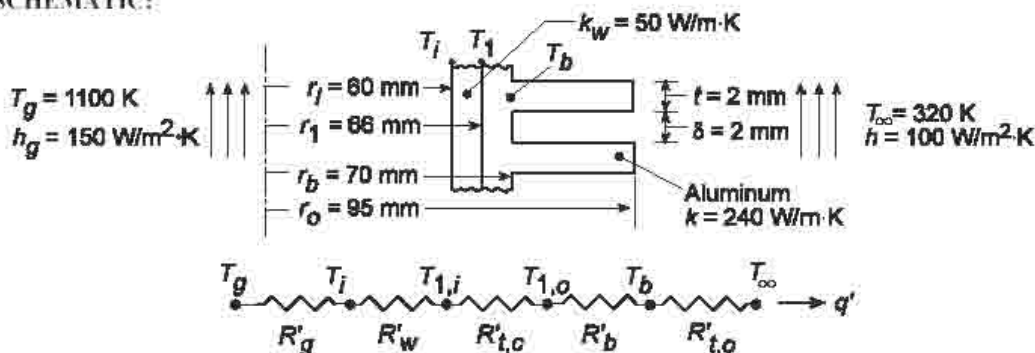 SCHEMATIC:
k_w = 50 W/m·K
T_i T_1 T_b
T_g = 1100 K
h_g = 150 W/m²·K
r_i = 60 mm
r_1 = 66 mm
r_b = 70 mm
r_o = 95 mm
t = 2 mm
δ = 2 mm
T_∞ = 320 K
h = 100 W/m²·K
Aluminum
k = 240 W/m·K
T_g T_i T_1,i T_1,o T_b T_∞
q'
R'_g R'_w R'_t,c R'_b R'_t,o